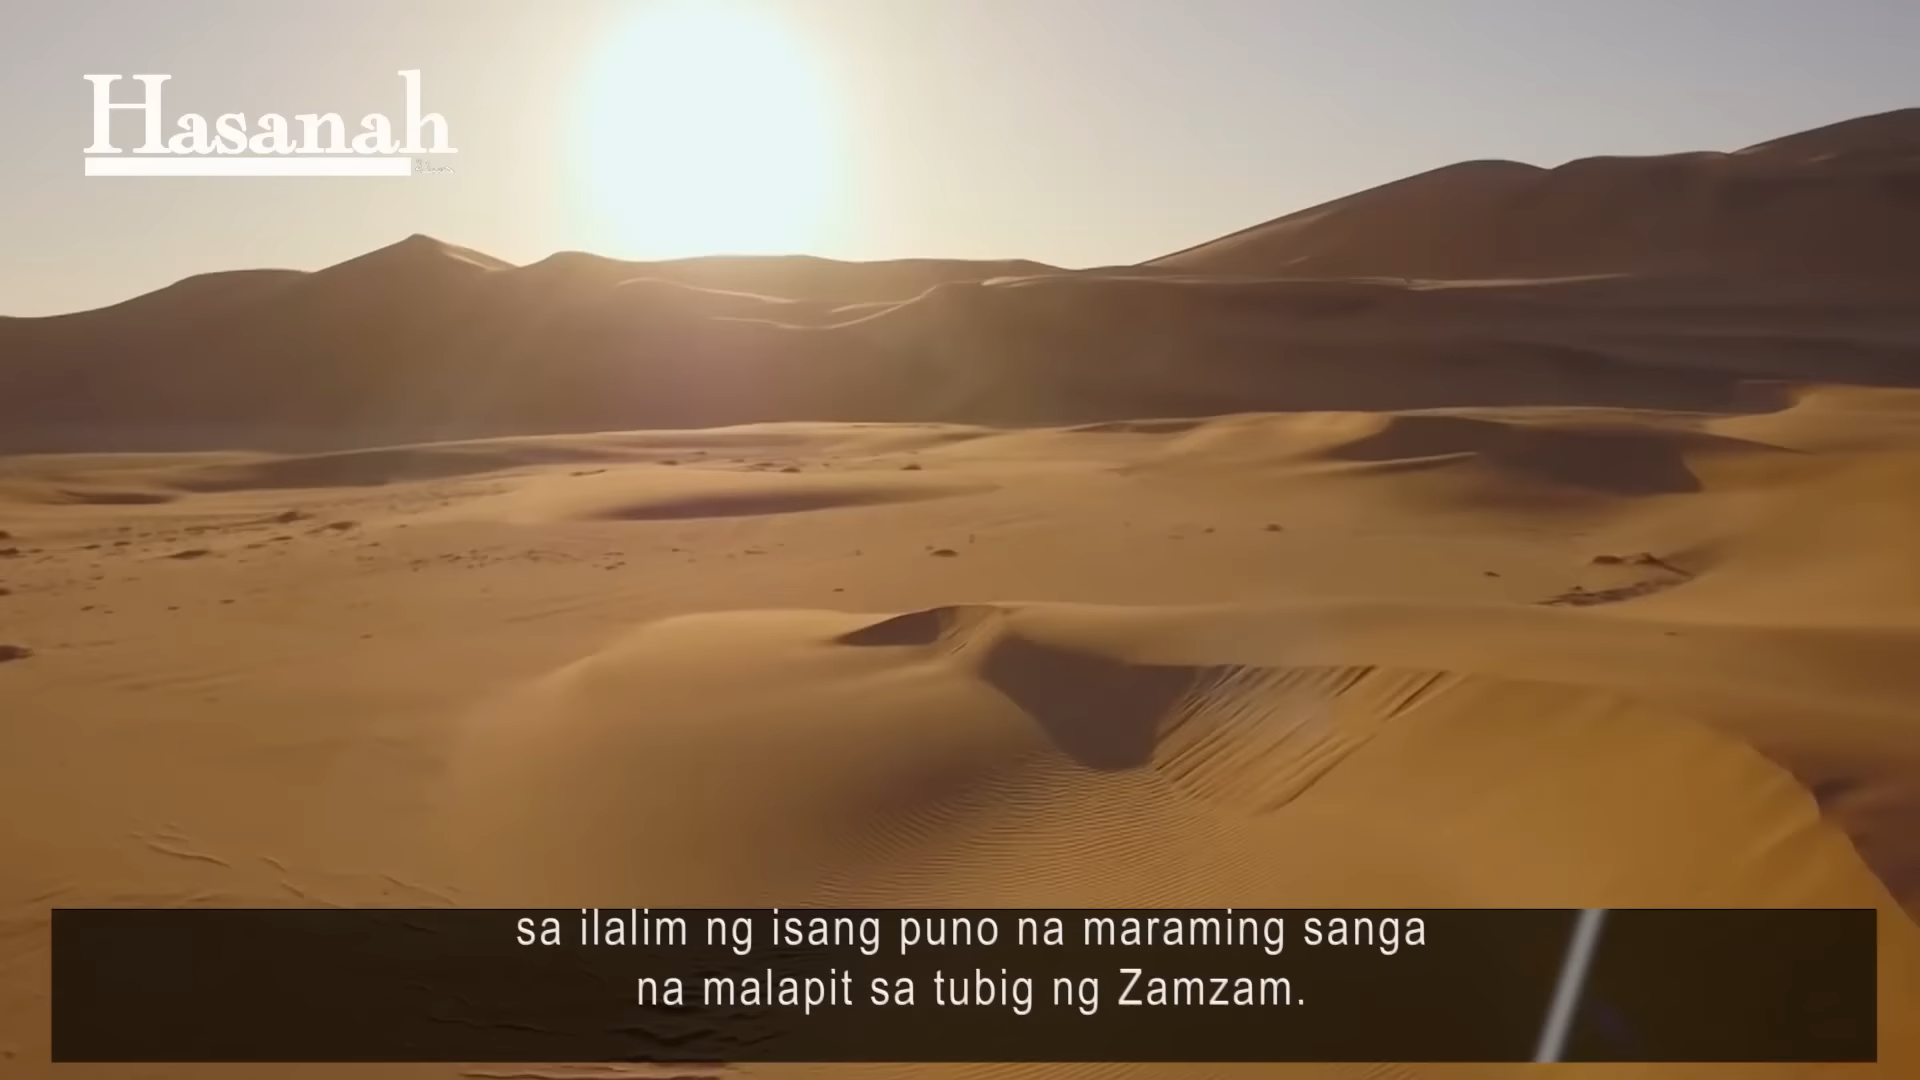 Hasanah
sa ilalim ng isang puno na maraming sanga
na malapit sa tubig ng Zamzam.